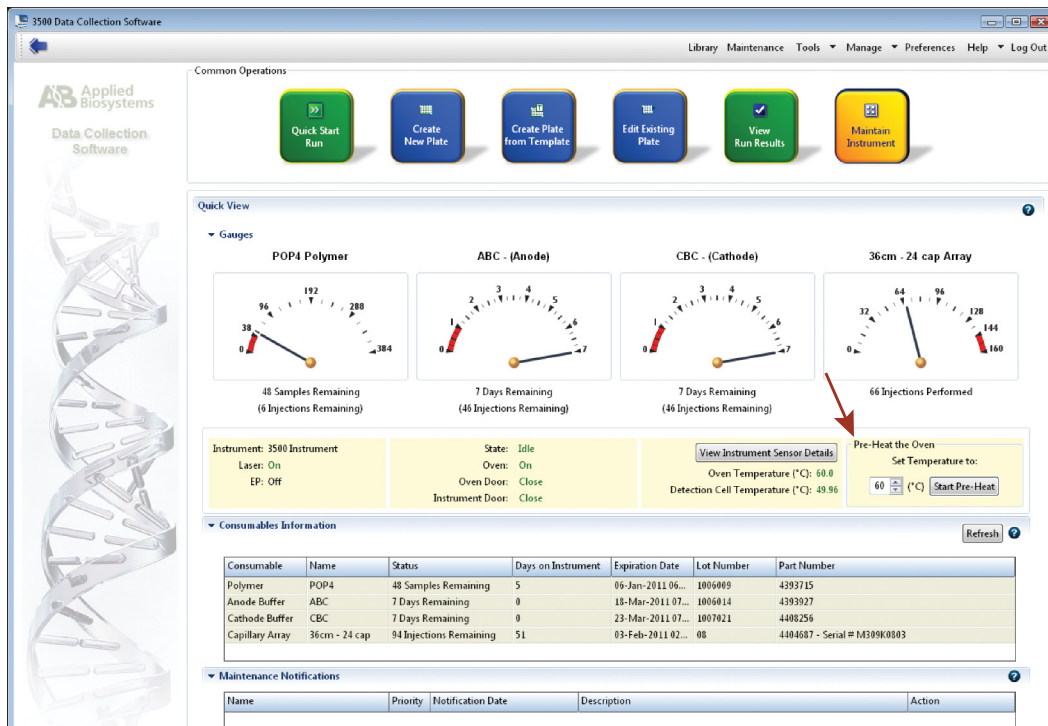 3500 Data Collection Software
Library Maintenance Tools Manage Preferences Help Log Out
AB Applied Biosystems
Data Collection
Software
Common Operations
Quick Start
Run
Create
New Plate
Create Plate
from Template
Edit Existing
Plate
View
Run Results
Maintain
Instrument
Quick View
Gauges
POP4 Polymer
ABC - (Anode)
CBC - (Cathode)
36cm - 24 cap Array
0 38 96 192 288 384
0 1 2 3 4 5 6 7
0 1 2 3 4 5 6 7
0 32 64 96 128 144 160
48 Samples Remaining
(6 Injections Remaining)
7 Days Remaining
(46 Injections Remaining)
7 Days Remaining
(46 Injections Remaining)
66 Injections Performed
Instrument: 3500 Instrument
Laser: On
EP: Off
State: Idle
Oven: On
Oven Door: Close
Instrument Door: Close
View Instrument Sensor Details
Oven Temperature (°C): 60.0
Detection Cell Temperature (°C): 49.96
Pre-Heat the Oven
Set Temperature to:
60 (°C) Start Pre-Heat
Consumables Information
Refresh
Consumable Name Status Days on Instrument Expiration Date Lot Number Part Number
Polymer POP4 48 Samples Remaining 5 06-Jan-2011 06... 1006009 4393715
Anode Buffer ABC 7 Days Remaining 0 18-Mar-2011 07... 1006014 4393927
Cathode Buffer CBC 7 Days Remaining 0 23-Mar-2011 07... 1007021 4408256
Capillary Array 36cm - 24 cap 94 Injections Remaining 51 03-Feb-2011 02... 08 4404687 - Serial # M309K0803
Maintenance Notifications
Name Priority Notification Date Description Action